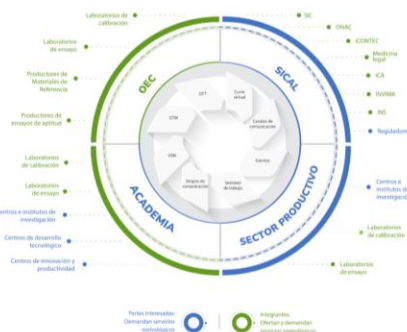 Laboratorios de
calibración
Laboratorios
de ensayo
Productores de
Materiales de
Referencia
Productores de
ensayos de aptitud
Laboratorios
de calibración
Laboratorios
de ensayo
Centros e institutos de
investigación
Centros de desarrollo
tecnológico
Centros de innovación y
productividad
OEC
SICAL
ACADEMIA
SECTOR PRODUCTIVO
Curso
virtual
Canales de
comunicación
Eventos
Sesiones
de trabajo
SIC
ONAC
ICONTEC
Medicina
legal
ICA
INVIMA
INS
Reguladores
Centros e
institutos de
investigación
Laboratorios
de calibración
Laboratorios
de ensayo
Partes interesadas
Demandan servicios
metrológicos
Integrantes
Ofertan y demandan
servicios metrológicos